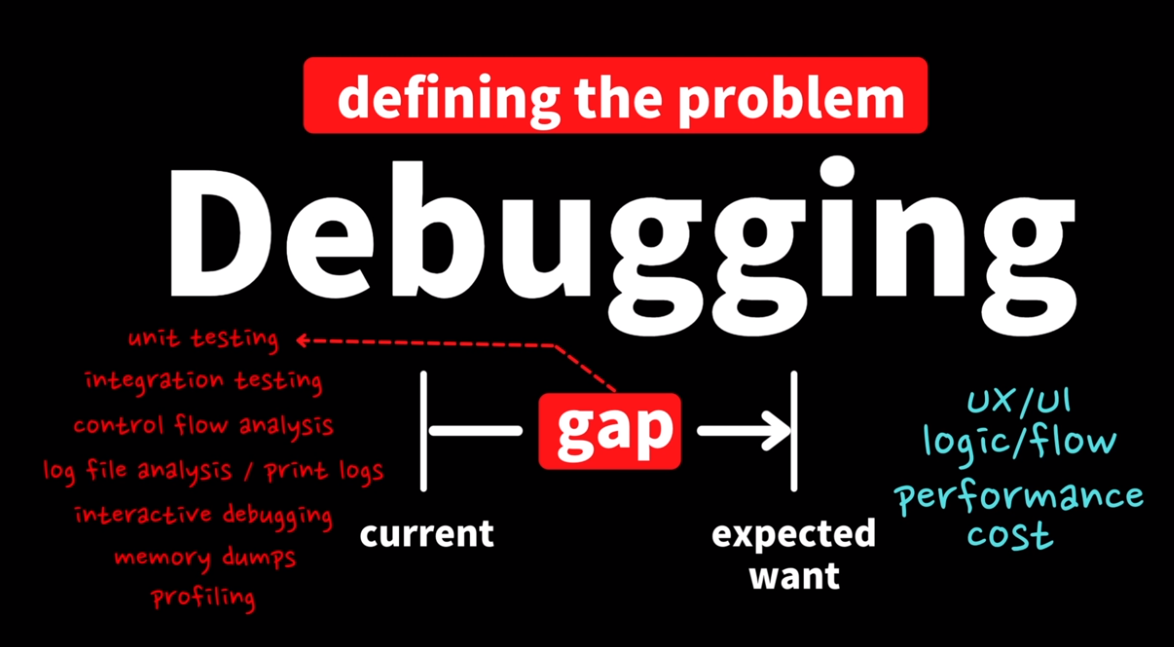 defining the problem
Debugging
unit testing
integration testing
control flow analysis
log file analysis / print logs
interactive debugging
memory dumps
profiling
gap
current
expected
want
UX/UI
logic/flow
performance
cost